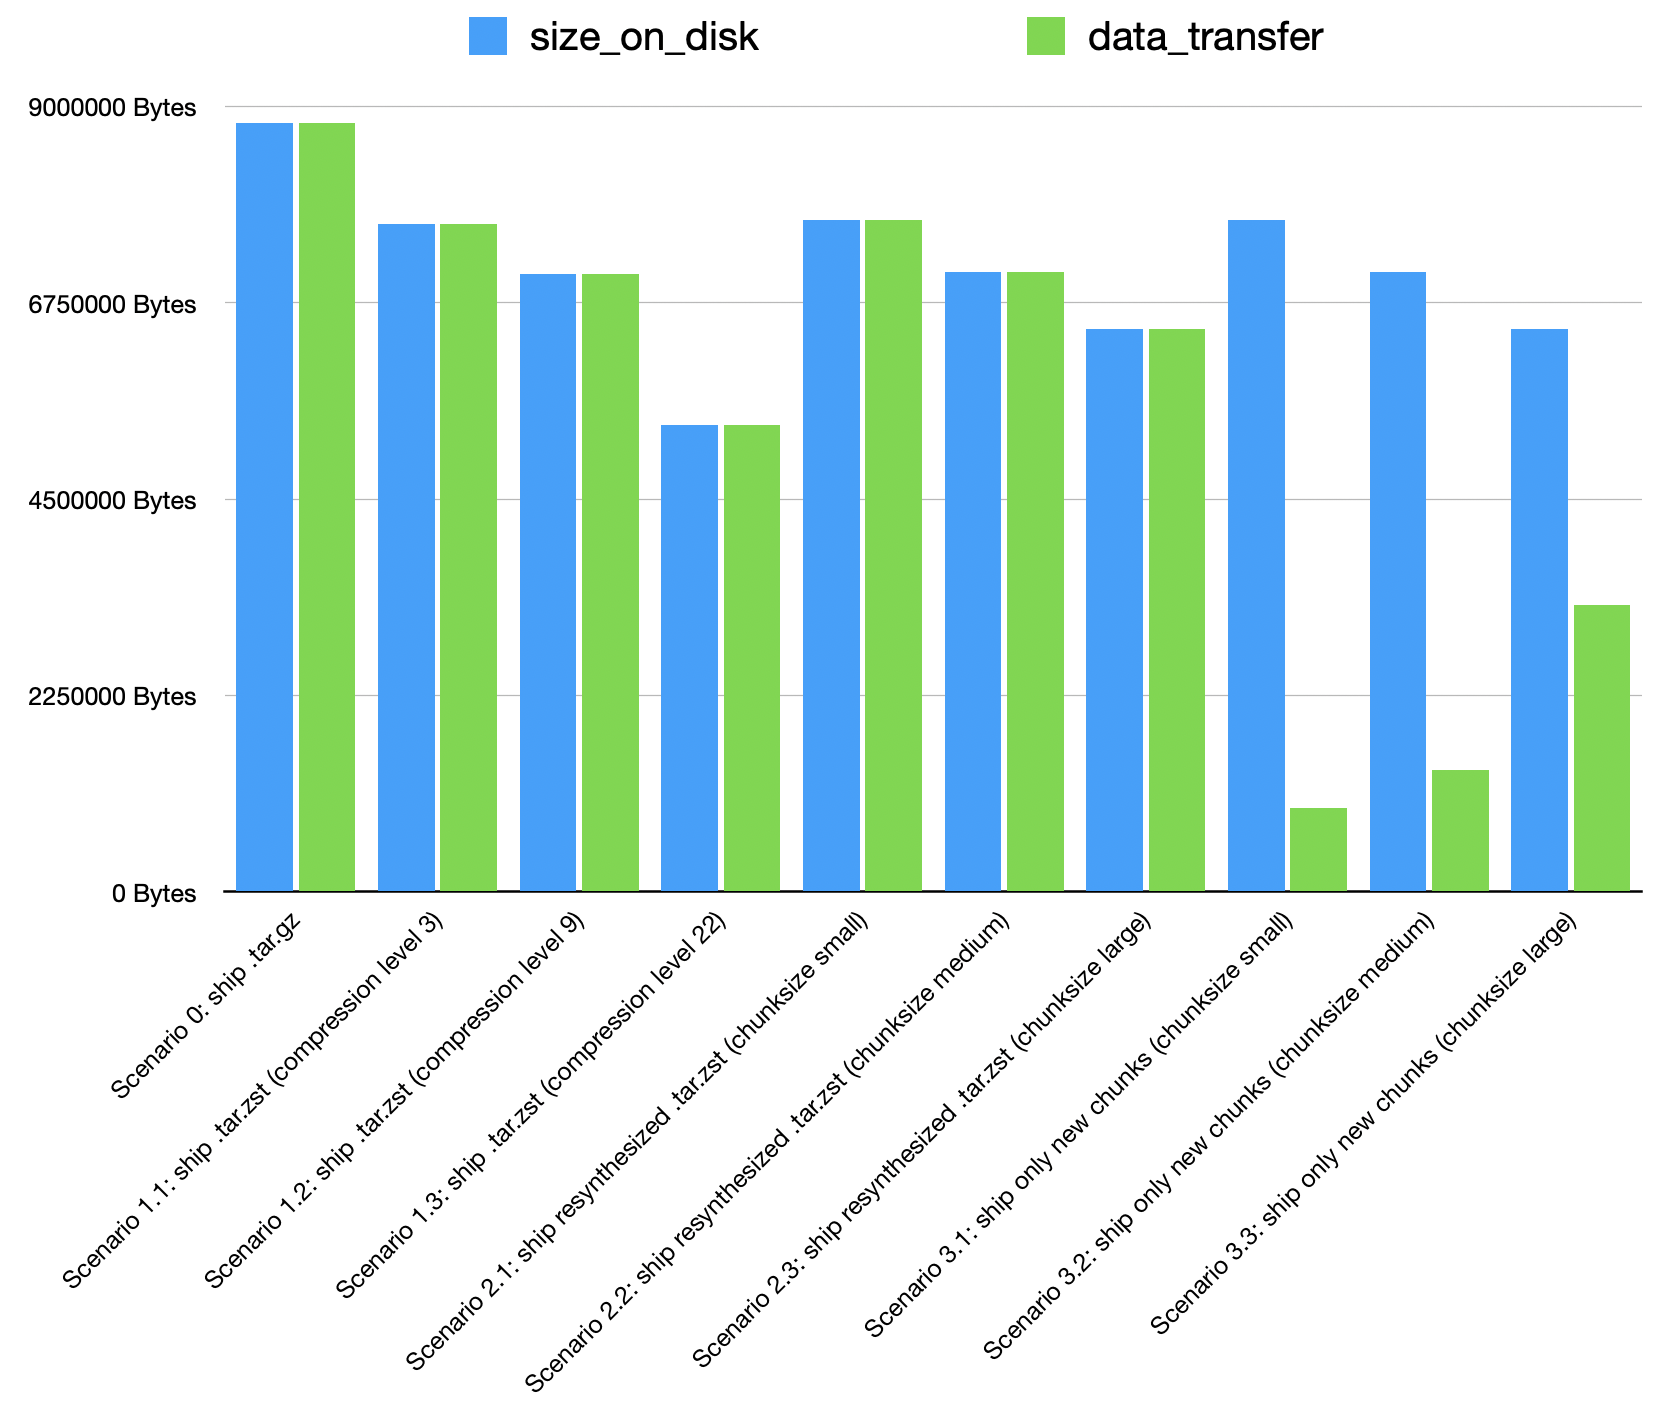 size_on_disk
data_transfer
9000000 Bytes
6750000 Bytes
4500000 Bytes
2250000 Bytes
0 Bytes
Scenario 0: ship .tar.gz
Scenario 1.1: ship .tar.zst (compression level 3)
Scenario 1.2: ship .tar.zst (compression level 9)
Scenario 1.3: ship .tar.zst (compression level 22)
Scenario 2.1: ship resynthesized .tar.zst (chunksize small)
Scenario 2.2: ship resynthesized .tar.zst (chunksize medium)
Scenario 2.3: ship resynthesized .tar.zst (chunksize large)
Scenario 3.1: ship only new chunks (chunksize small)
Scenario 3.2: ship only new chunks (chunksize medium)
Scenario 3.3: ship only new chunks (chunksize large)